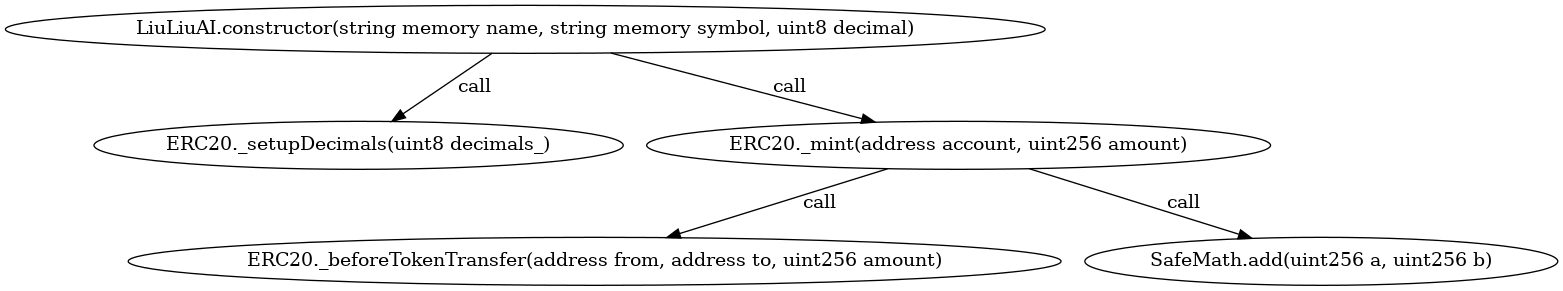 LiuLiuAI.constructor(string memory name, string memory symbol, uint8 decimal)
call
call
ERC20._setupDecimals(uint8 decimals_)
ERC20._mint(address account, uint256 amount)
call
call
ERC20._beforeTokenTransfer(address from, address to, uint256 amount)
SafeMath.add(uint256 a, uint256 b)